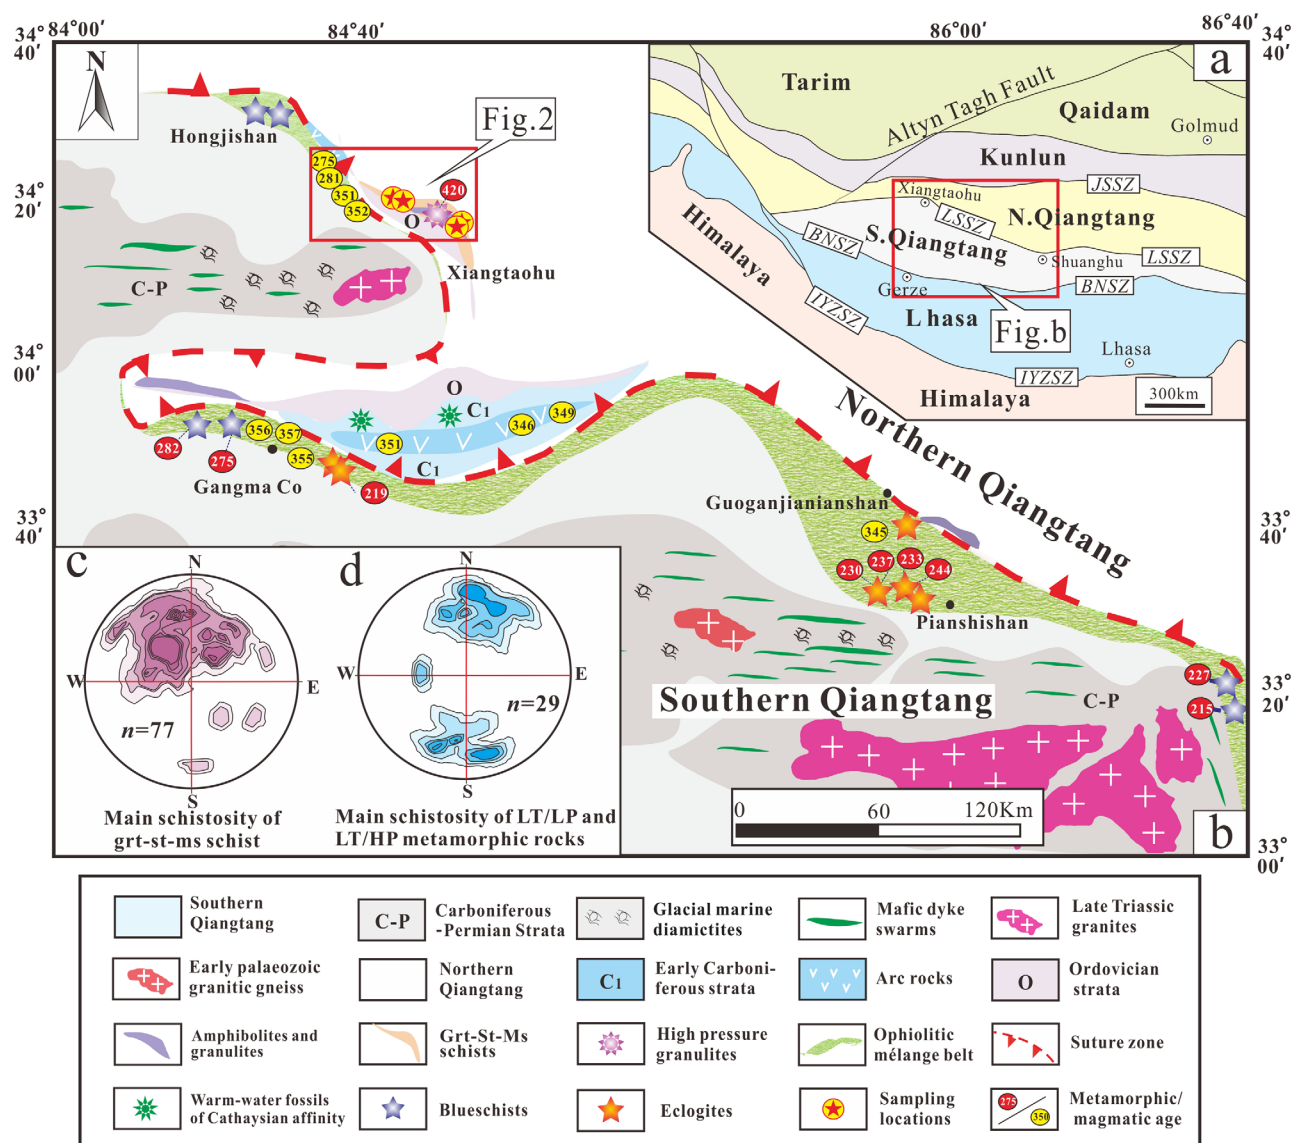 84°00′
84°40′
86°00′
86°40′
34°
40′
34°
40′
N
Hongjishan
Fig.2
275
281
351
352
420
O
34°
20′
Xiangtaohu
C-P
34°
00′
a
Tarim
Altyn Tagh Fault
Qaidam
Golmud
Kunlun
JSSZ
Xiangtaohu
LSSZ
N.Qiangtang
BNSZ
S.Qiangtang
Shuanghu
LSSZ
Himalaya
Gerze
BNSZ
IYZSZ
Lhasa
Fig.b
Lhasa
IYZSZ
Himalaya
300km
O
C1
349
346
351
C1
356
357
355
282
275
219
Gangma Co
Northern Qiangtang
Guoganjianianshan
345
33°
40′
33°
40′
230
237
233
244
Pianshishan
Southern Qiangtang
C-P
227
215
33°
20′
0
60
120Km
b
33°
00′
c
N
W
E
S
n=77
Main schistosity of
grt-st-ms schist
d
N
W
E
S
n=29
Main schistosity of LT/LP and
LT/HP metamorphic rocks
Southern
Qiangtang
C-P
Carboniferous
-Permian Strata
Glacial marine
diamictites
Mafic dyke
swarms
Late Triassic
granites
Early palaeozoic
granitic gneiss
Northern
Qiangtang
C1
Early Carboni-
ferous strata
Arc rocks
O
Ordovician
strata
Amphibolites and
granulites
Grt-St-Ms
schists
High pressure
granulites
Ophiolitic
mélange belt
Suture zone
Warm-water fossils
of Cathaysian affinity
Blueschists
Eclogites
Sampling
locations
275
350
Metamorphic/
magmatic age